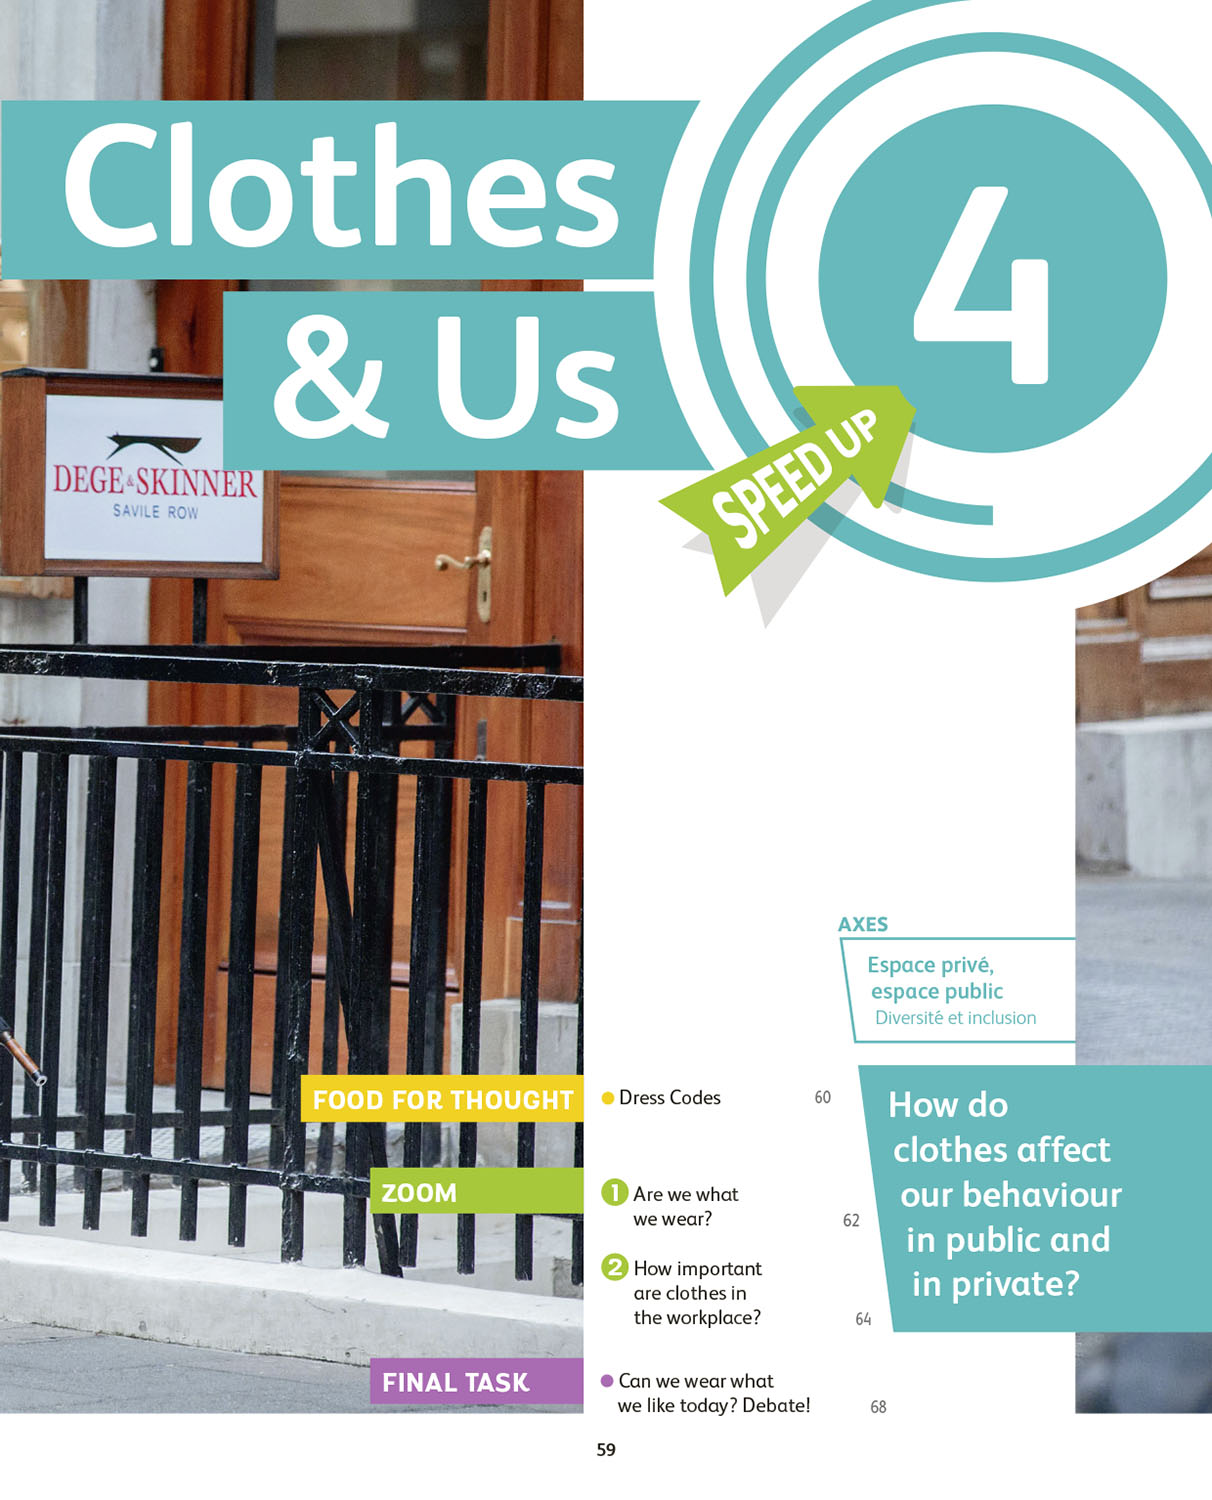 Clothes
& Us
4
SPEED UP
DEGE & SKINNER
SAVILE ROW
AXES
Espace privé,
espace public
Diversité et inclusion
How do
clothes affect
our behaviour
in public and
in private?
FOOD FOR THOUGHT
Dress Codes 60
ZOOM
1 Are we what
we wear? 62
2 How important
are clothes in
the workplace? 64
FINAL TASK
Can we wear what
we like today? Debate! 68
59